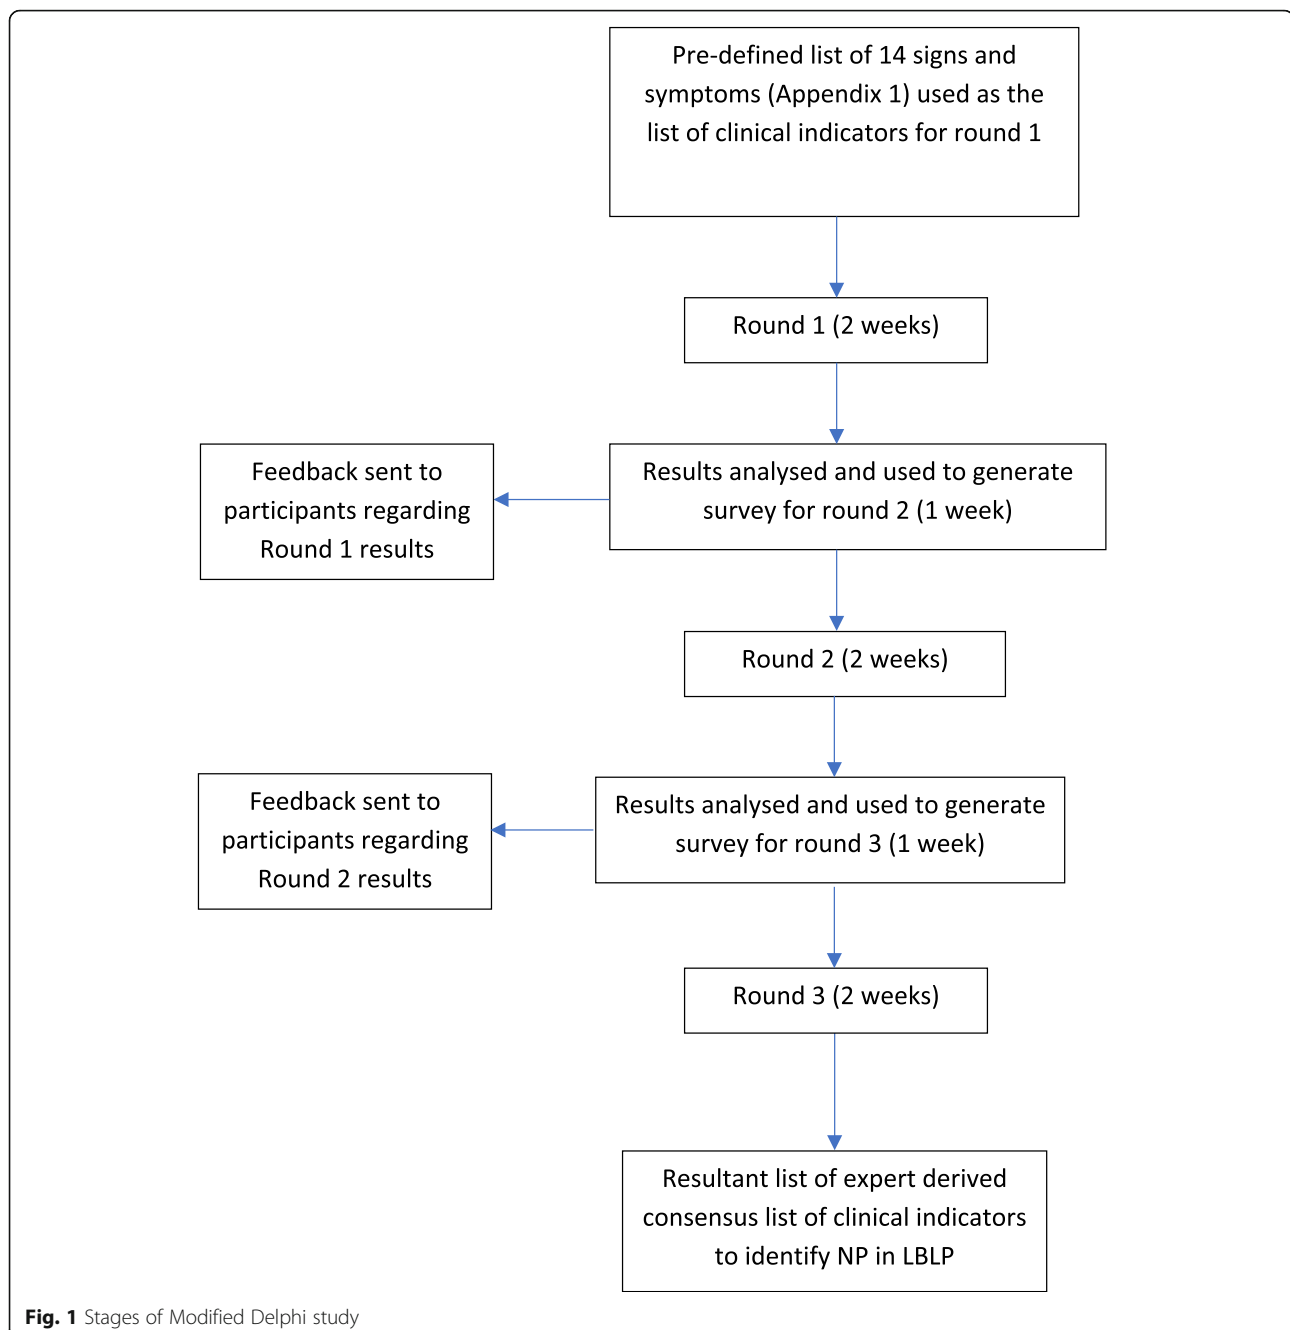 Pre-defined list of 14 signs and
symptoms (Appendix 1) used as the
list of clinical indicators for round 1
Round 1 (2 weeks)
Results analysed and used to generate
survey for round 2 (1 week)
Feedback sent to
participants regarding
Round 1 results
Round 2 (2 weeks)
Results analysed and used to generate
survey for round 3 (1 week)
Feedback sent to
participants regarding
Round 2 results
Round 3 (2 weeks)
Resultant list of expert derived
consensus list of clinical indicators
to identify NP in LBLP
Fig. 1 Stages of Modified Delphi study